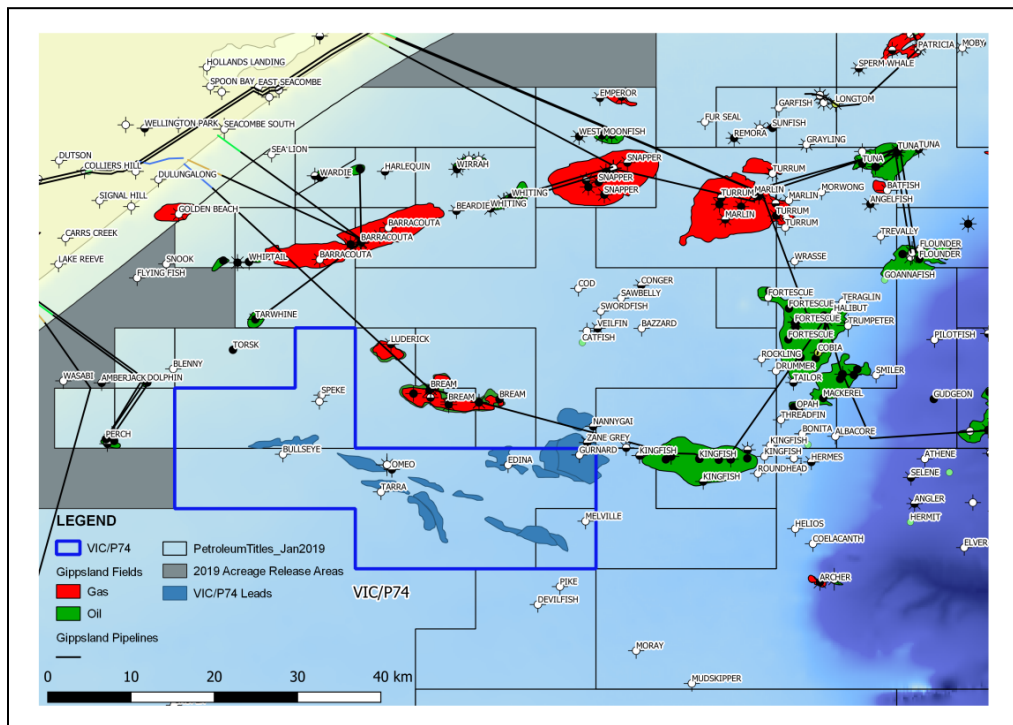 HOLLANDS LANDING
SPOON BAY
EAST SEACOMBE
WELLINGTON PARK
SEACOMBE SOUTH
DUTSON
COLLIERS HILL
SEA'LION
DULUNGALONG
SIGNAL HILL
GOLDEN BEACH
CARRS CREEK
LAKE REEVE
SNOOK
FLYING FISH
WARDIE
HARLEQUIN
WIRRAH
BEARDIE
WHITING
WHITING
BARRACOUTA
BARRACOUTA
BARRACOUTA
WHIPTAIL
TARWHINE
EMPEROR
WEST MOONFISH
SNAPPER
SNAPPER
SNAPPER
FUR SEAL
REMORA
SUNFISH
GARFISH
GRAYLING
LONGTOM
SPERM WHALE
PATRICIA
MOBY
TURRUM
TURRUM
MARLIN
MARLIN
MARLIN
MORWONG
TURRUM
TURRUM
TUNA
TUNA
TUNA
BATFISH
ANGELFISH
TREVALLY
FLOUNDER
FLOUNDER
GOANNAFISH
WRASSE
COD
CONGER
SAWBELLY
SWORDFISH
VEILFIN
BAZZARD
CATFISH
FORTESCUE
FORTESCUE
FORTESCUE
FORTESCUE
TERAGLIN
HALIBUT
TRUMPETER
COBIA
ROCKLING
DRUMMER
TAILOR
MACKEREL
SMILER
PILOTFISH
GUDGEON
OPAH
THREADFIN
BONITA
ALBACORE
TORSK
BLENNY
WASABI
AMBERJACK
DOLPHIN
PERCH
LUDERICK
SPEKE
BREAM
BREAM
BREAM
NANNYGAI
ZANE GREY
GURNARD
KINGFISH
KINGFISH
KINGFISH
KINGFISH
KINGFISH
ROUNDHEAD
HERMES
ATHENE
SELENE
ANGLER
HERMIT
HELIOS
COELACANTH
ELVER
ARCHER
BULLSEYE
OMEO
TARRA
EDINA
MELVILLE
PIKE
DEVILFISH
MORAY
MUDSKIPPER
VIC/P74
LEGEND
VIC/P74
Gippsland Fields
Gas
Oil
Gippsland Pipelines
PetroleumTitles_Jan2019
2019 Acreage Release Areas
VIC/P74 Leads
0 10 20 30 40 km